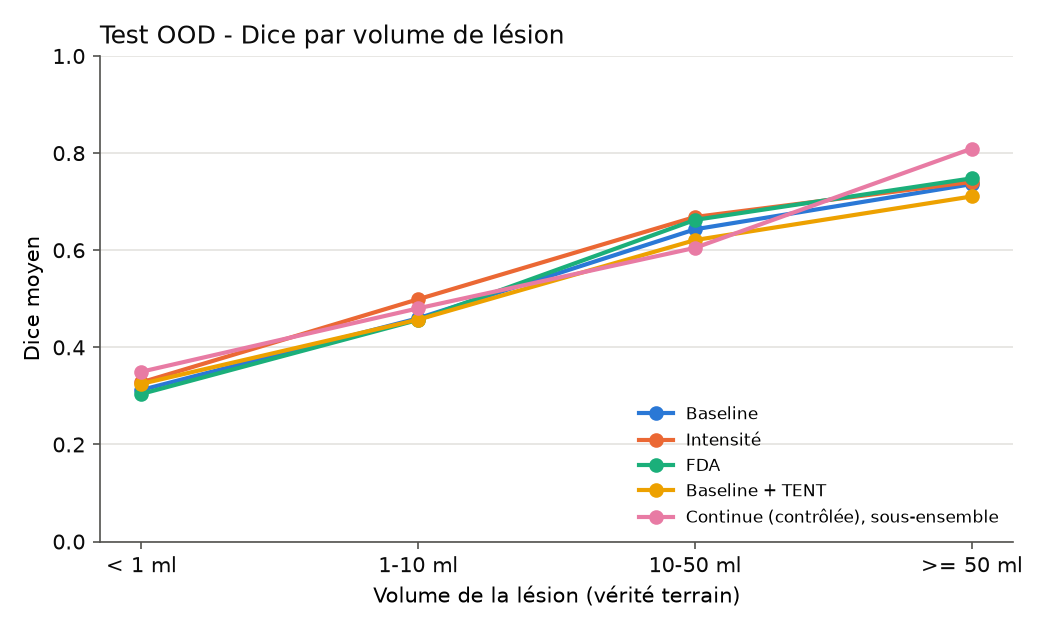 Test OOD - Dice par volume de lésion
1.0
0.8
0.6
0.4
0.2
0.0
Dice moyen
Baseline
Intensité
FDA
Baseline + TENT
Continue (contrôlée), sous-ensemble
< 1 ml
1-10 ml
10-50 ml
>= 50 ml
Volume de la lésion (vérité terrain)